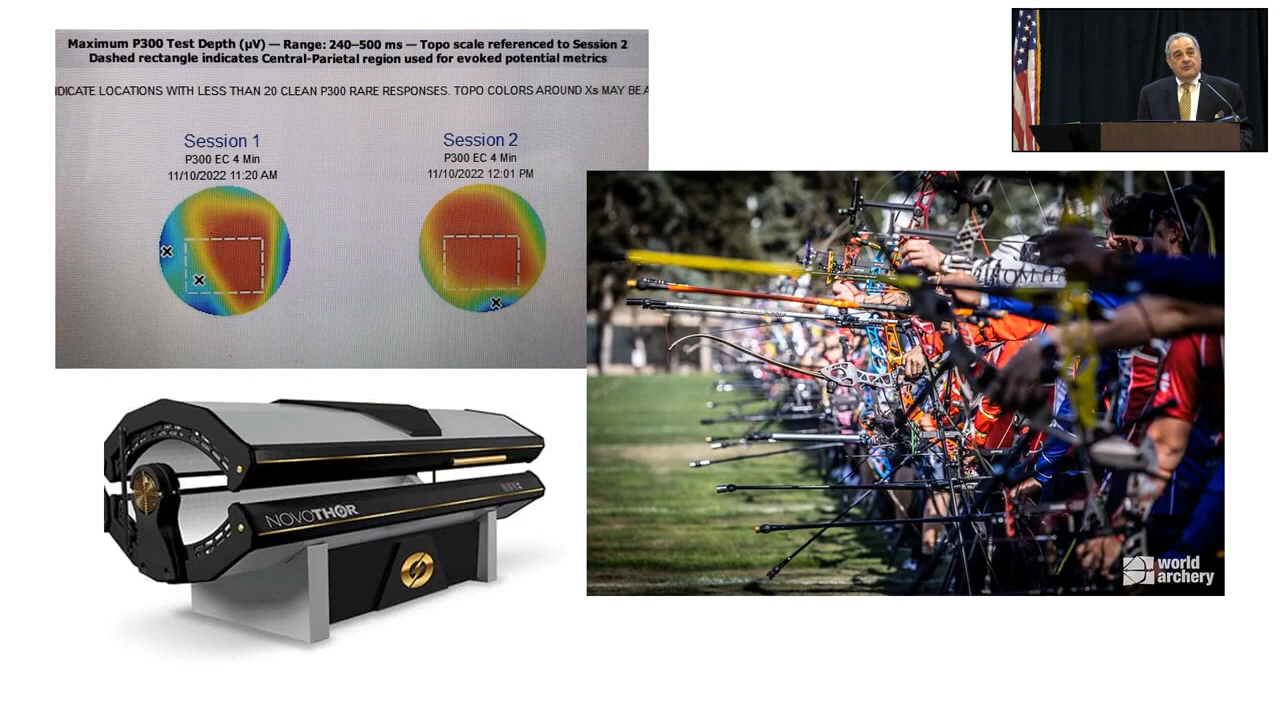 Maximum P300 Test Depth (µV) — Range: 240–500 ms — Topo scale referenced to Session 2
Dashed rectangle indicates Central-Parietal region used for evoked potential metrics
NDICATE LOCATIONS WITH LESS THAN 20 CLEAN P300 RARE RESPONSES. TOPO COLORS AROUND Xs MAY BE A
Session 1
P300 EC 4 Min
11/10/2022 11:20 AM
Session 2
P300 EC 4 Min
11/10/2022 12:01 PM
NOVOTHOR
world
archery